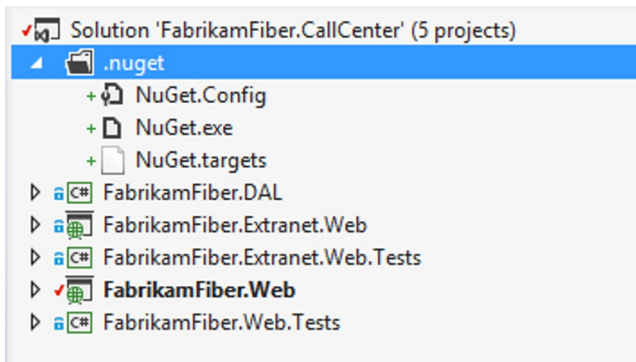 Solution 'FabrikamFiber.CallCenter' (5 projects)
.nuget
NuGet.Config
NuGet.exe
NuGet.targets
C# FabrikamFiber.DAL
FabrikamFiber.Extranet.Web
C# FabrikamFiber.Extranet.Web.Tests
FabrikamFiber.Web
C# FabrikamFiber.Web.Tests